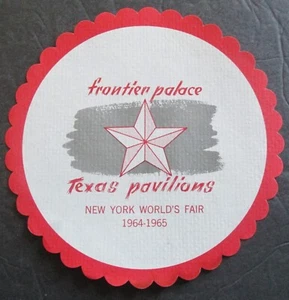 frontier palace
Texas pavilions
NEW YORK WORLD'S FAIR
1964-1965